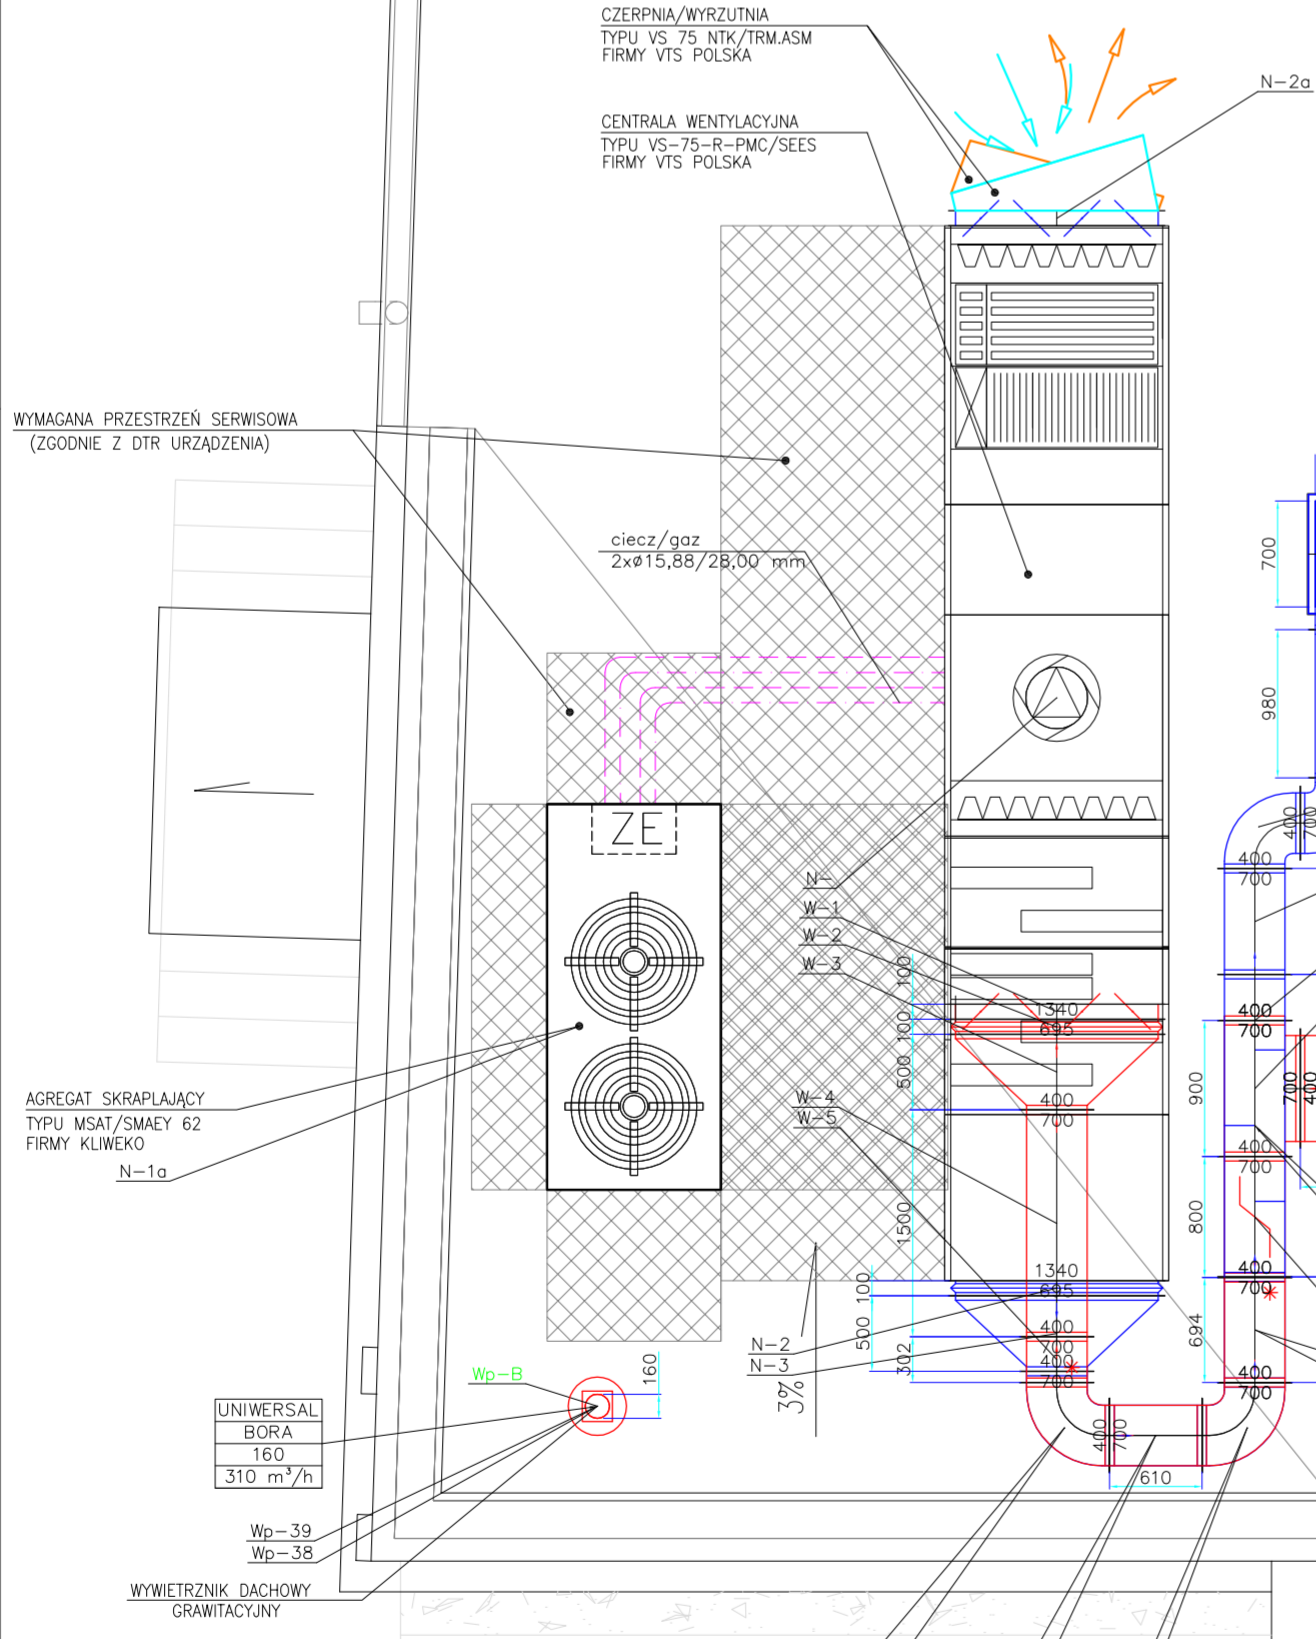 CZERPNIA/WYRZUTNIA
TYPU VS 75 NTK/TRM.ASM
FIRMY VTS POLSKA
N-2a
CENTRALA WENTYLACYJNA
TYPU VS-75-R-PMC/SEES
FIRMY VTS POLSKA
WYMAGANA PRZESTRZEŃ SERWISOWA
(ZGODNIE Z DTR URZĄDZENIA)
ciecz/gaz
2xø15,88/28,00 mm
700
980
400
700
ZE
400
700
N-
W-1
W-2
W-3
100
1340
695
100
500
400
700
400
700
900
700
400
W-4
W-5
400
700
AGREGAT SKRAPLAJĄCY
TYPU MSAT/SMAEY 62
FIRMY KLIWEKO
N-1a
1500
800
1340
695
100
400
700
500
302
400
700
400
700
694
400
700
N-2
N-3
3%
Wp-B
160
UNIWERSAL
BORA
160
310 m³/h
400
700
610
Wp-39
Wp-38
WYWIETRZNIK DACHOWY
GRAWITACYJNY